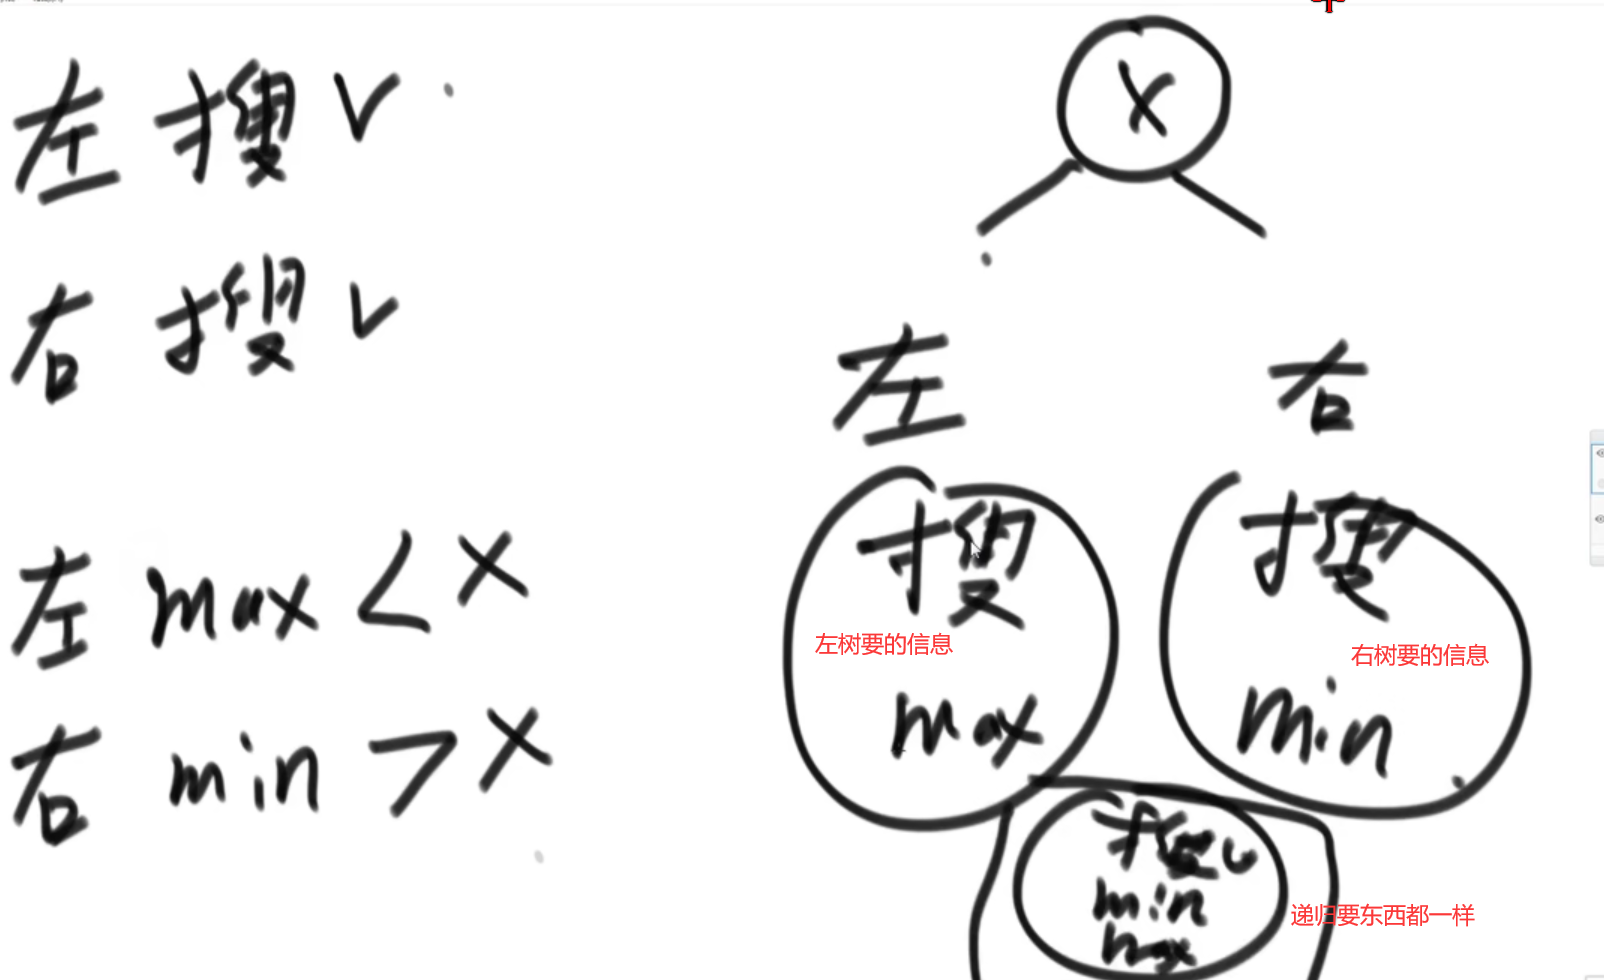 左 搜 √
右 搜 √
左 max < x
右 min > x
x
左 右
搜 搜
左树要的信息 右树要的信息
max min
搜
min
max
递归要东西都一样